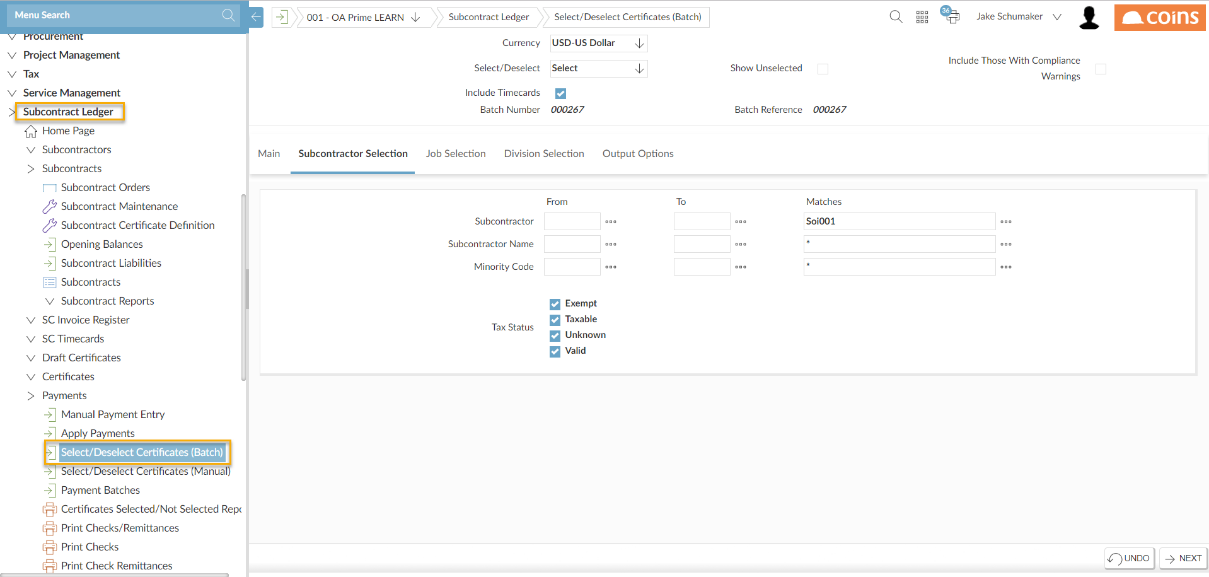 Menu Search
001 - OA Prime LEARN
Subcontract Ledger
Select/Deselect Certificates (Batch)
36
Jake Schumaker
coins
Procurement
Project Management
Tax
Service Management
Subcontract Ledger
Home Page
Subcontractors
Subcontracts
Subcontract Orders
Subcontract Maintenance
Subcontract Certificate Definition
Opening Balances
Subcontract Liabilities
Subcontracts
Subcontract Reports
SC Invoice Register
SC Timecards
Draft Certificates
Certificates
Payments
Manual Payment Entry
Apply Payments
Select/Deselect Certificates (Batch)
Select/Deselect Certificates (Manual)
Payment Batches
Certificates Selected/Not Selected Repo
Print Checks/Remittances
Print Checks
Print Check Remittances
Currency USD-US Dollar
Select/Deselect Select Show Unselected Include Those With Compliance
Warnings
Include Timecards
Batch Number 000267 Batch Reference 000267
Main Subcontractor Selection Job Selection Division Selection Output Options
From To Matches
Subcontractor Soi001
Subcontractor Name *
Minority Code *
Tax Status
Exempt
Taxable
Unknown
Valid
UNDO NEXT